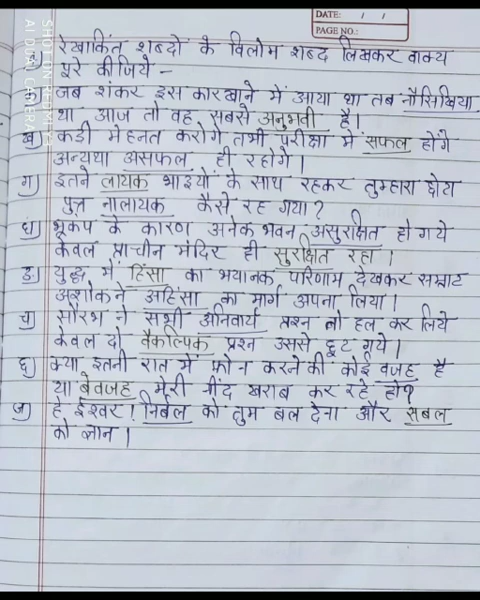 DATE: / /
PAGE NO.:
रेखांकित शब्दों के विलोम शब्द लिखकर वाक्य
पूरे कीजिये -
जब शंकर इस कारखाने में आया था तब नौसिखिया
था आज तो वह सबसे अनुभवी है।
ख) कड़ी मेहनत करोगे तभी परीक्षा में सफल होंगे
अन्यथा असफल ही रहोगे।
ग) इतने लायक भाइयों के साथ रहकर तुम्हारा छोटा
पुत्र नालायक कैसे रह गया?
घ) भूकंप के कारण अनेक भवन असुरक्षित हो गये
केवल प्राचीन मंदिर ही सुरक्षित रहा।
ङ) युद्ध में हिंसा का भयानक परिणाम देखकर सम्राट
अशोक ने अहिंसा का मार्ग अपना लिया।
च) सौरभ ने सभी अनिवार्य प्रश्न तो हल कर लिये
केवल दो वैकल्पिक प्रश्न उससे छूट गये।
छ) क्या इतनी रात में फ़ोन करने की कोई वजह है
या बेवजह मेरी नींद खराब कर रहे हो?
ज) हे ईश्वर! निर्बल को तुम बल देना और सबल
को ज्ञान।
AI DUAL CAMERA